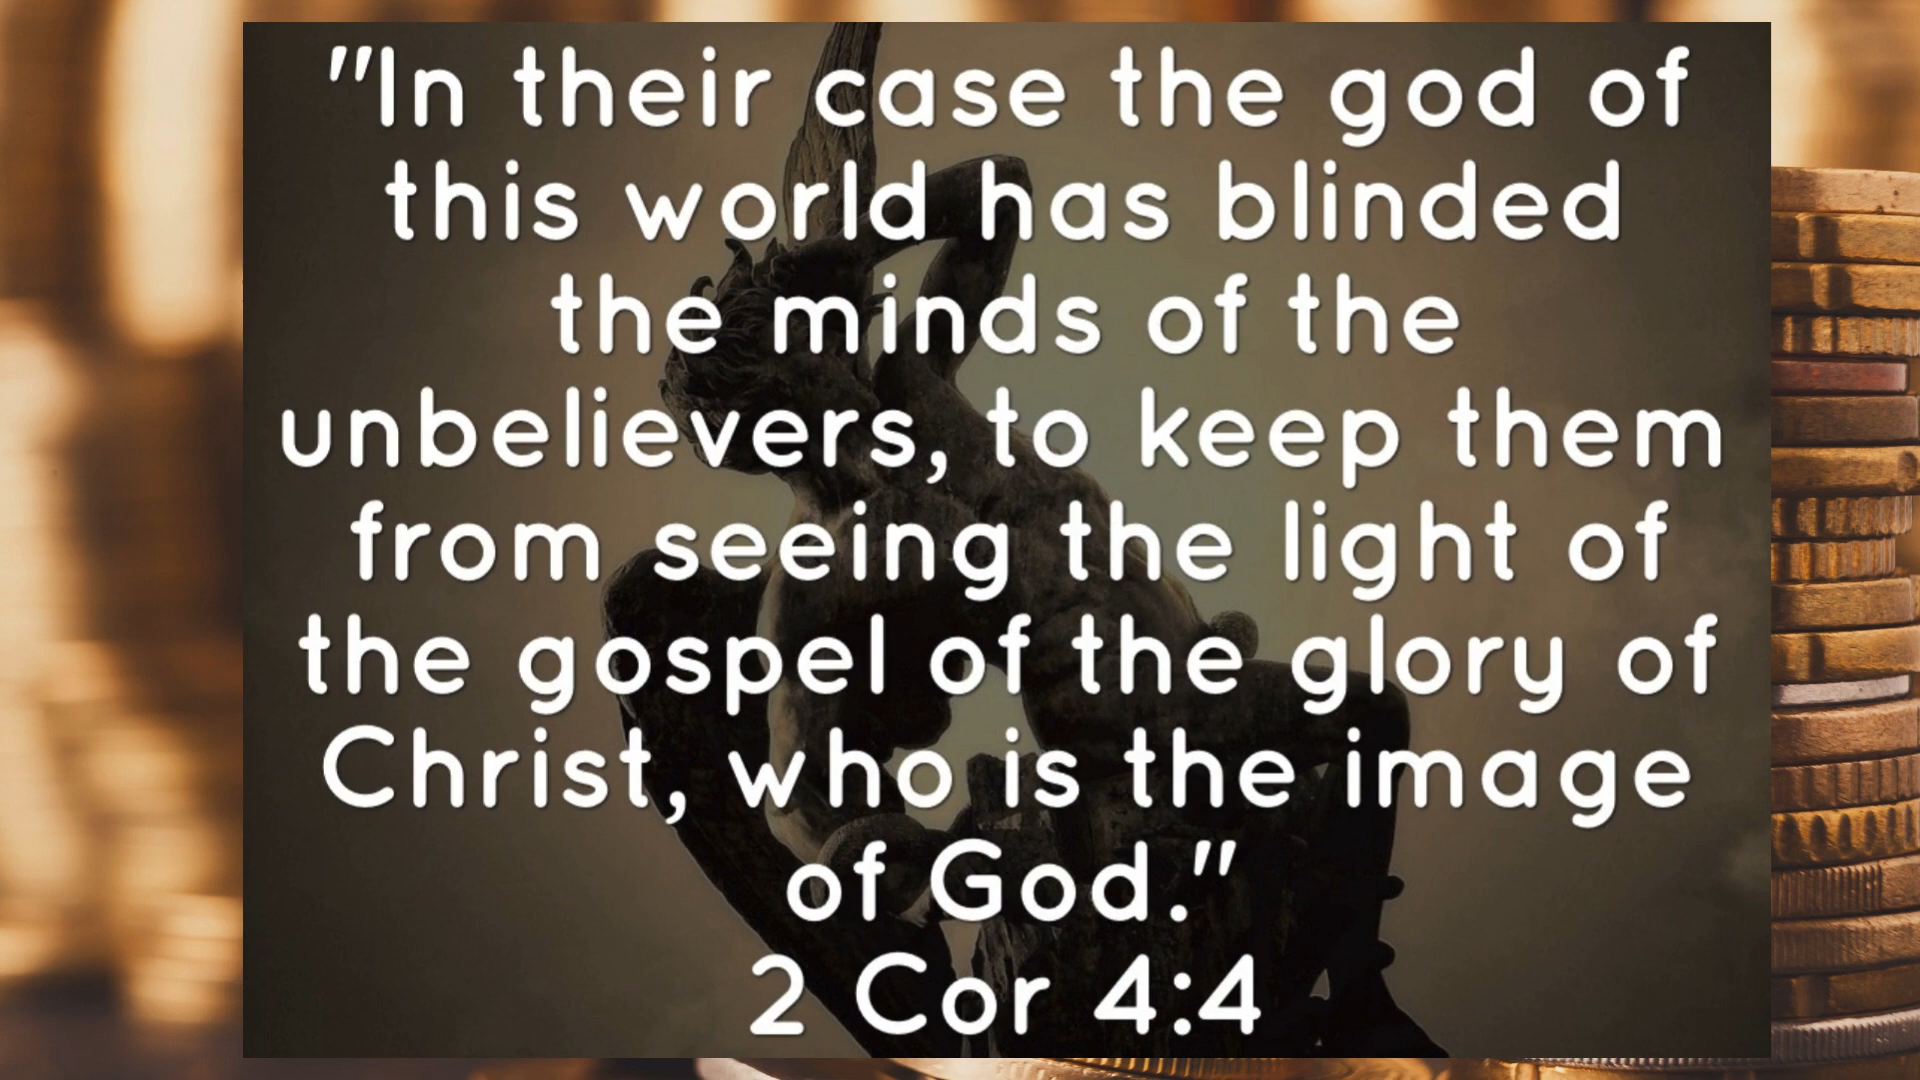 "In their case the god of
this world has blinded
the minds of the
unbelievers, to keep them
from seeing the light of
the gospel of the glory of
Christ, who is the image
of God."
2 Cor 4:4